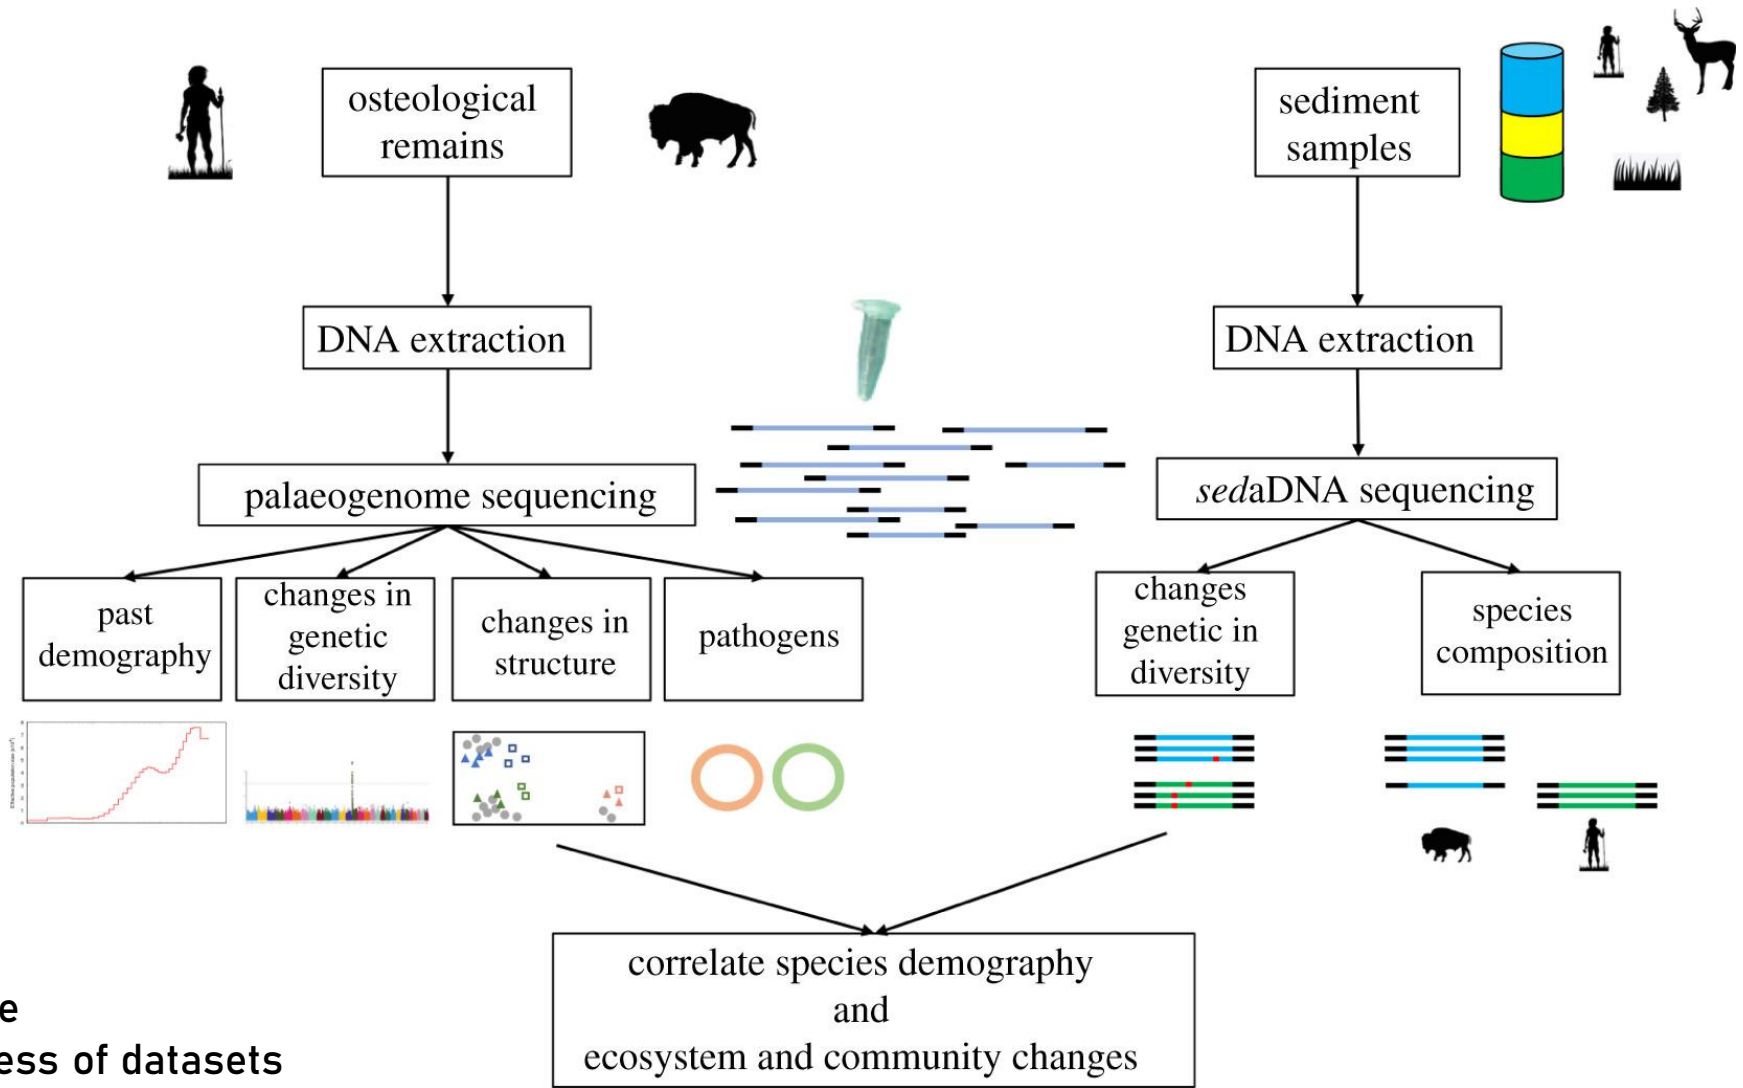 osteological
remains
sediment
samples
DNA extraction
DNA extraction
palaeogenome sequencing
sedaDNA sequencing
past
demography
changes in
genetic
diversity
changes in
structure
pathogens
changes
genetic in
diversity
species
composition
correlate species demography
and
ecosystem and community changes
e
ess of datasets